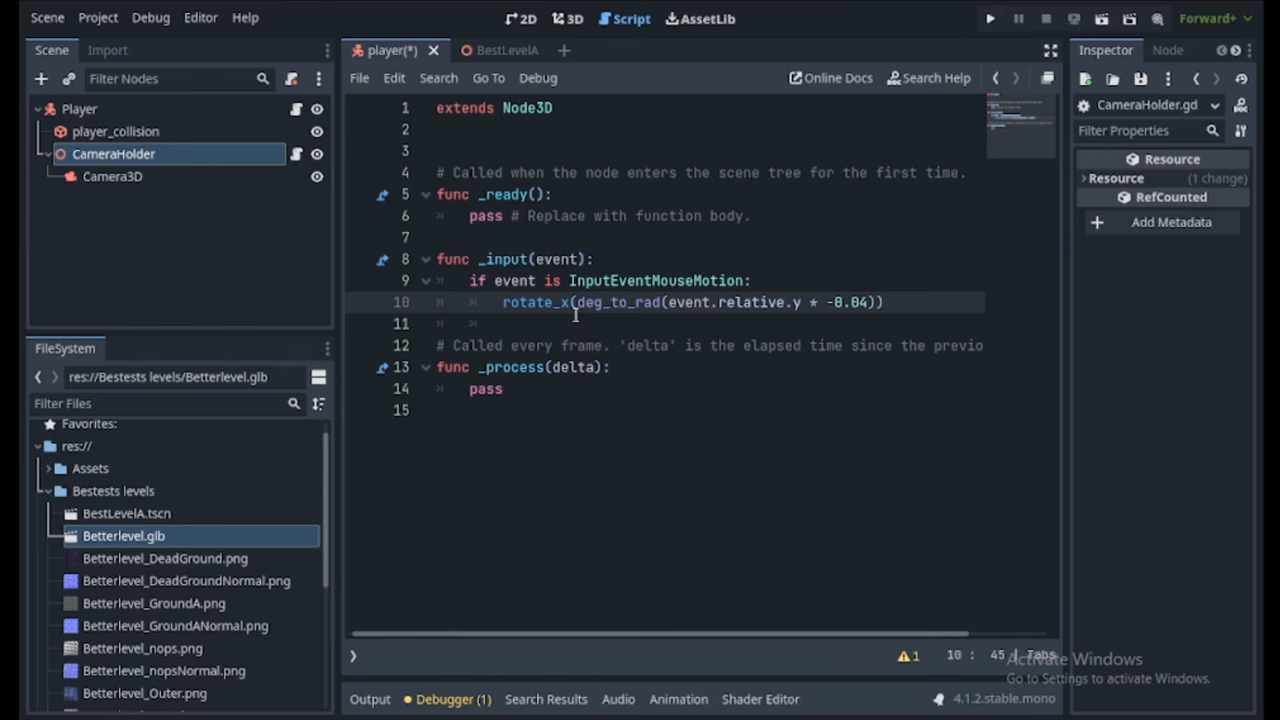 Scene Project Debug Editor Help
2D 3D Script AssetLib
Forward+
Scene Import
Filter Nodes
Player
player_collision
CameraHolder
Camera3D
FileSystem
res://Bestests levels/Betterlevel.glb
Filter Files
Favorites:
res://
Assets
Bestests levels
BestLevelA.tscn
Betterlevel.glb
Betterlevel_DeadGround.png
Betterlevel_DeadGroundNormal.png
Betterlevel_GroundA.png
Betterlevel_GroundANormal.png
Betterlevel_nops.png
Betterlevel_nopsNormal.png
Betterlevel_Outer.png
player(*) BestLevelA
File Edit Search Go To Debug Online Docs Search Help
1 extends Node3D
2
3
4 # Called when the node enters the scene tree for the first time.
5 func _ready():
6 pass # Replace with function body.
7
8 func _input(event):
9 if event is InputEventMouseMotion:
10 rotate_x(deg_to_rad(event.relative.y * -0.04))
11
12 # Called every frame. 'delta' is the elapsed time since the previo
13 func _process(delta):
14 pass
15
1 10 : 45 | Tabs
Output Debugger (1) Search Results Audio Animation Shader Editor 4.1.2.stable.mono
Inspector Node
CameraHolder.gd
Filter Properties
Resource
Resource (1 change)
RefCounted
Add Metadata
Activate Windows
Go to Settings to activate Windows.